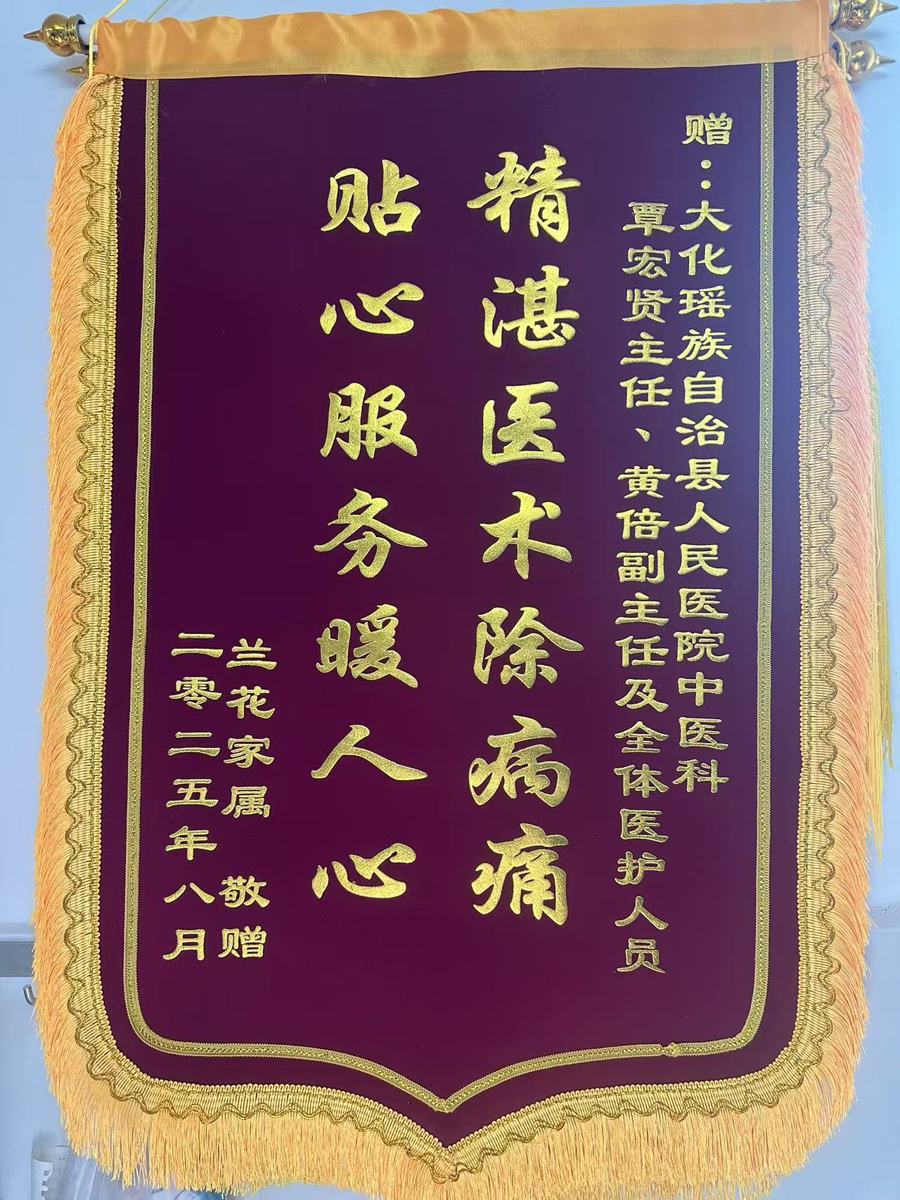 赠：大化瑶族自治县人民医院中医科
覃宏贤主任、黄倍副主任及全体医护人员
精湛医术除病痛
贴心服务暖人心
兰花家属 敬赠
二零二五年八月